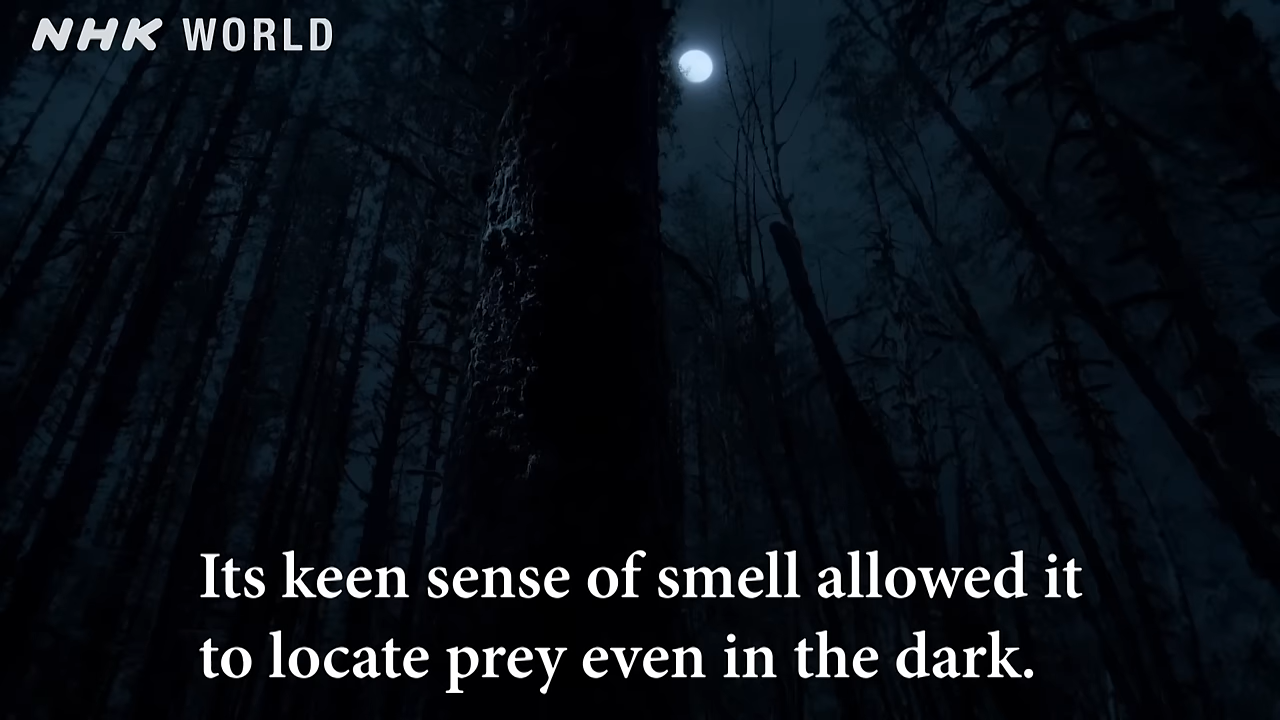 NHK WORLD
Its keen sense of smell allowed it
to locate prey even in the dark.